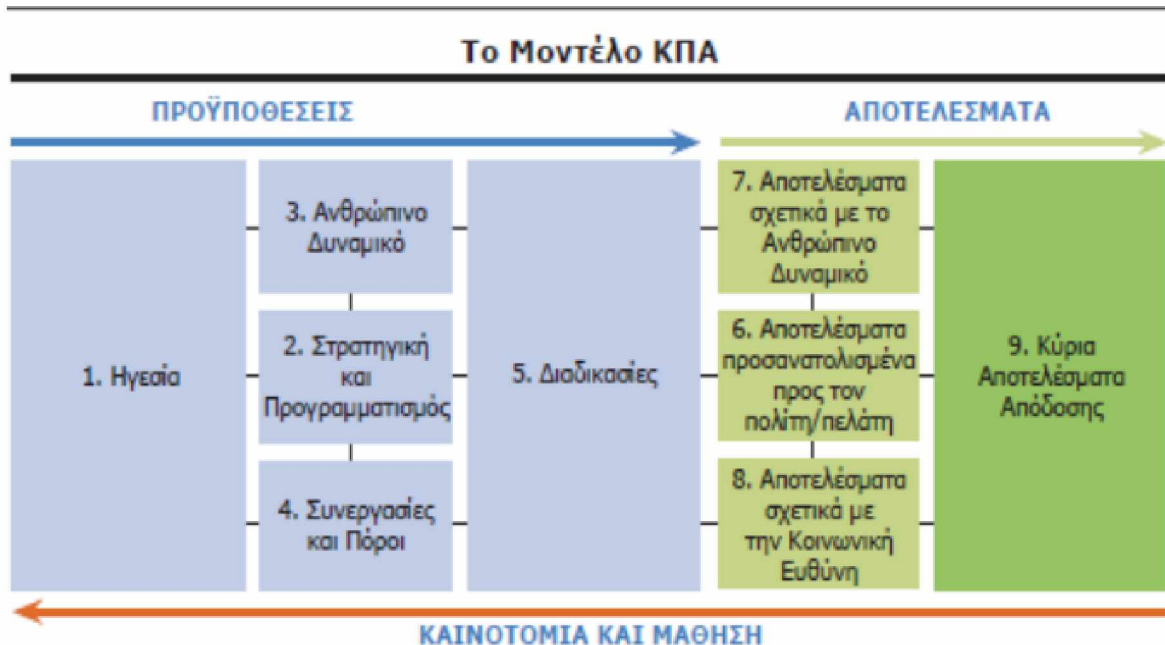 Το Μοντέλο ΚΠΑ
ΠΡΟΫΠΟΘΕΣΕΙΣ
ΑΠΟΤΕΛΕΣΜΑΤΑ
1. Ηγεσία
3. Ανθρώπινο
Δυναμικό
2. Στρατηγική
και
Προγραμματισμός
4. Συνεργασίες
και Πόροι
5. Διαδικασίες
7. Αποτελέσματα
σχετικά με το
Ανθρώπινο
Δυναμικό
6. Αποτελέσματα
προσανατολισμένα
προς τον
πολίτη/πελάτη
8. Αποτελέσματα
σχετικά με
την Κοινωνική
Ευθύνη
9. Κύρια
Αποτελέσματα
Απόδοσης
ΚΑΙΝΟΤΟΜΙΑ ΚΑΙ ΜΑΘΗΣΗ